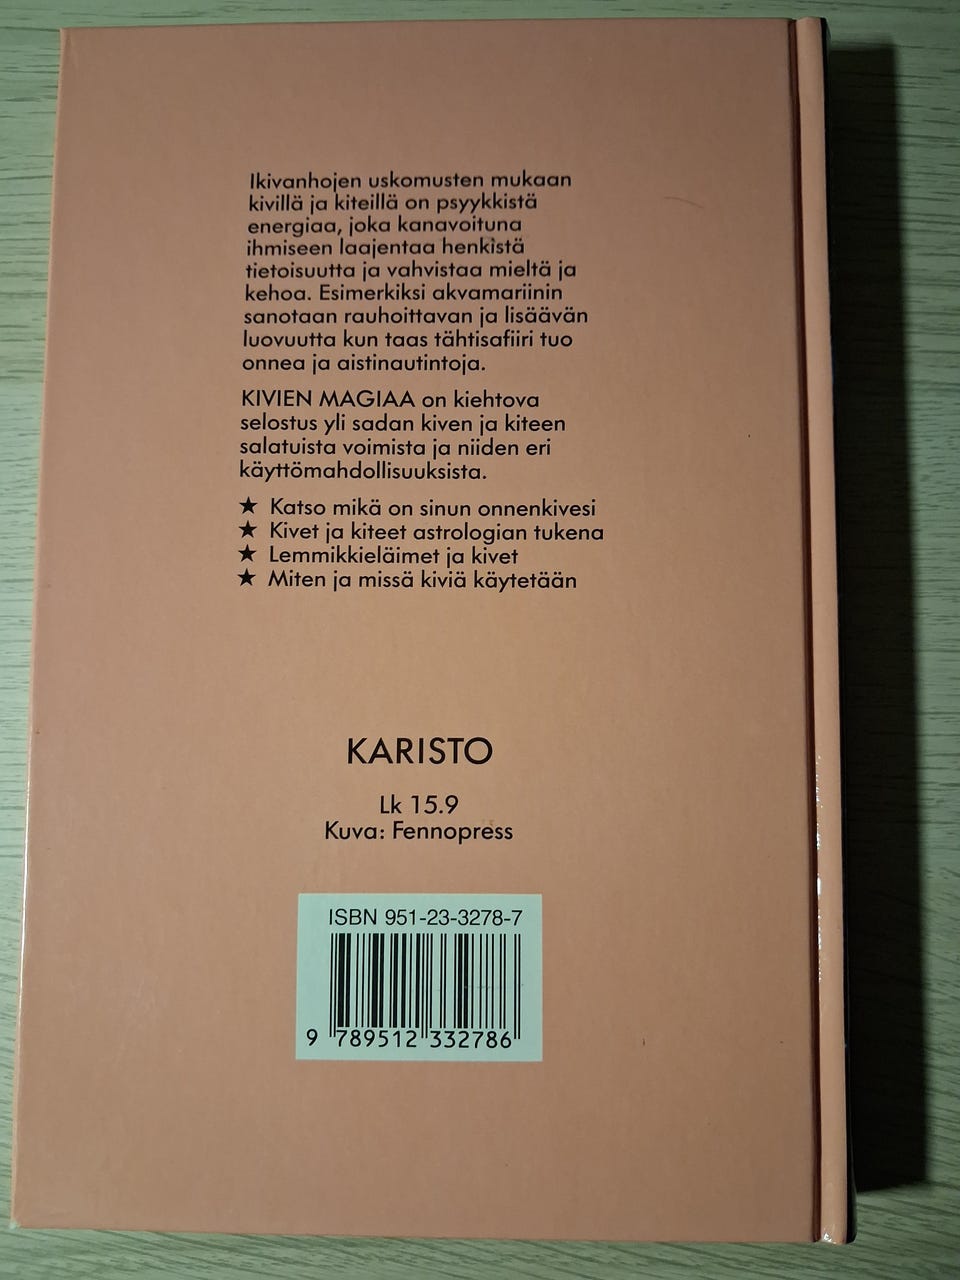 Ikivanhojen uskomusten mukaan
kivillä ja kiteillä on psyykkistä
energiaa, joka kanavoituna
ihmiseen laajentaa henkistä
tietoisuutta ja vahvistaa mieltä ja
kehoa. Esimerkiksi akvamariinin
sanotaan rauhoittavan ja lisäävän
luovuutta kun taas tähtisafiiri tuo
onnea ja aistinautintoja.
KIVIEN MAGIAA on kiehtova
selostus yli sadan kiven ja kiteen
salatuista voimista ja niiden eri
käyttömahdollisuuksista.
★ Katso mikä on sinun onnenkivesi
★ Kivet ja kiteet astrologian tukena
★ Lemmikkieläimet ja kivet
★ Miten ja missä kiviä käytetään
KARISTO
Lk 15.9
Kuva: Fennopress
ISBN 951-23-3278-7
9 789512 332786